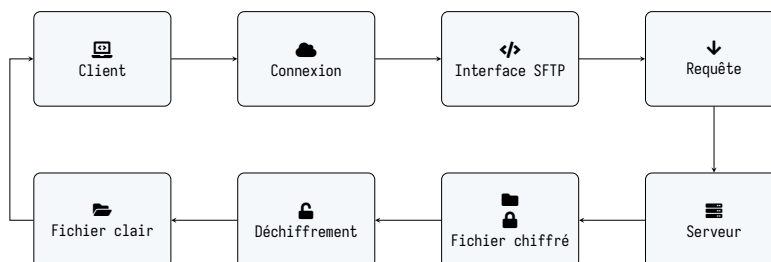 Client
Connexion
Interface SFTP
Requête
Fichier clair
Déchiffrement
Fichier chiffré
Serveur